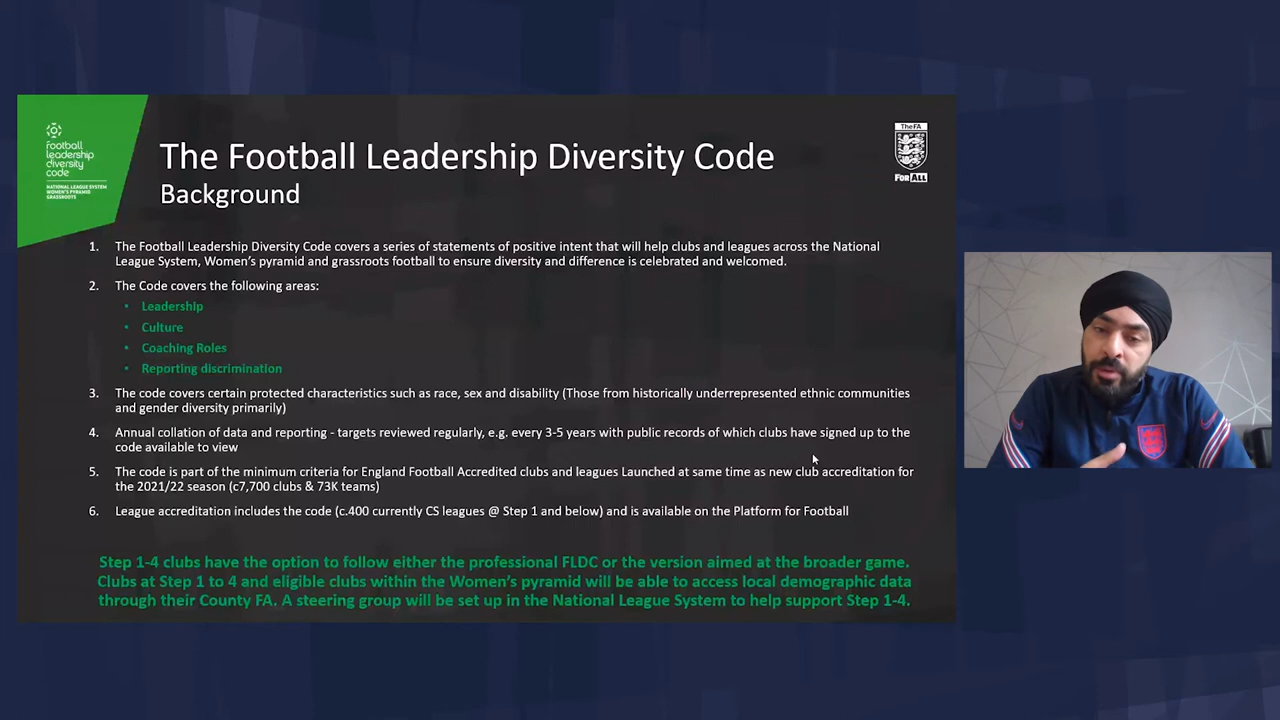 football
leadership
diversity
code
NATIONAL LEAGUE SYSTEM
WOMEN'S PYRAMID
GRASSROOTS
The Football Leadership Diversity Code
Background
TheFA
FOR ALL
1. The Football Leadership Diversity Code covers a series of statements of positive intent that will help clubs and leagues across the National
League System, Women's pyramid and grassroots football to ensure diversity and difference is celebrated and welcomed.
2. The Code covers the following areas:
• Leadership
• Culture
• Coaching Roles
• Reporting discrimination
3. The code covers certain protected characteristics such as race, sex and disability (Those from historically underrepresented ethnic communities
and gender diversity primarily)
4. Annual collation of data and reporting - targets reviewed regularly, e.g. every 3-5 years with public records of which clubs have signed up to the
code available to view
5. The code is part of the minimum criteria for England Football Accredited clubs and leagues Launched at same time as new club accreditation for
the 2021/22 season (c7,700 clubs & 73K teams)
6. League accreditation includes the code (c.400 currently CS leagues @ Step 1 and below) and is available on the Platform for Football
Step 1-4 clubs have the option to follow either the professional FLDC or the version aimed at the broader game.
Clubs at Step 1 to 4 and eligible clubs within the Women's pyramid will be able to access local demographic data
through their County FA. A steering group will be set up in the National League System to help support Step 1-4.